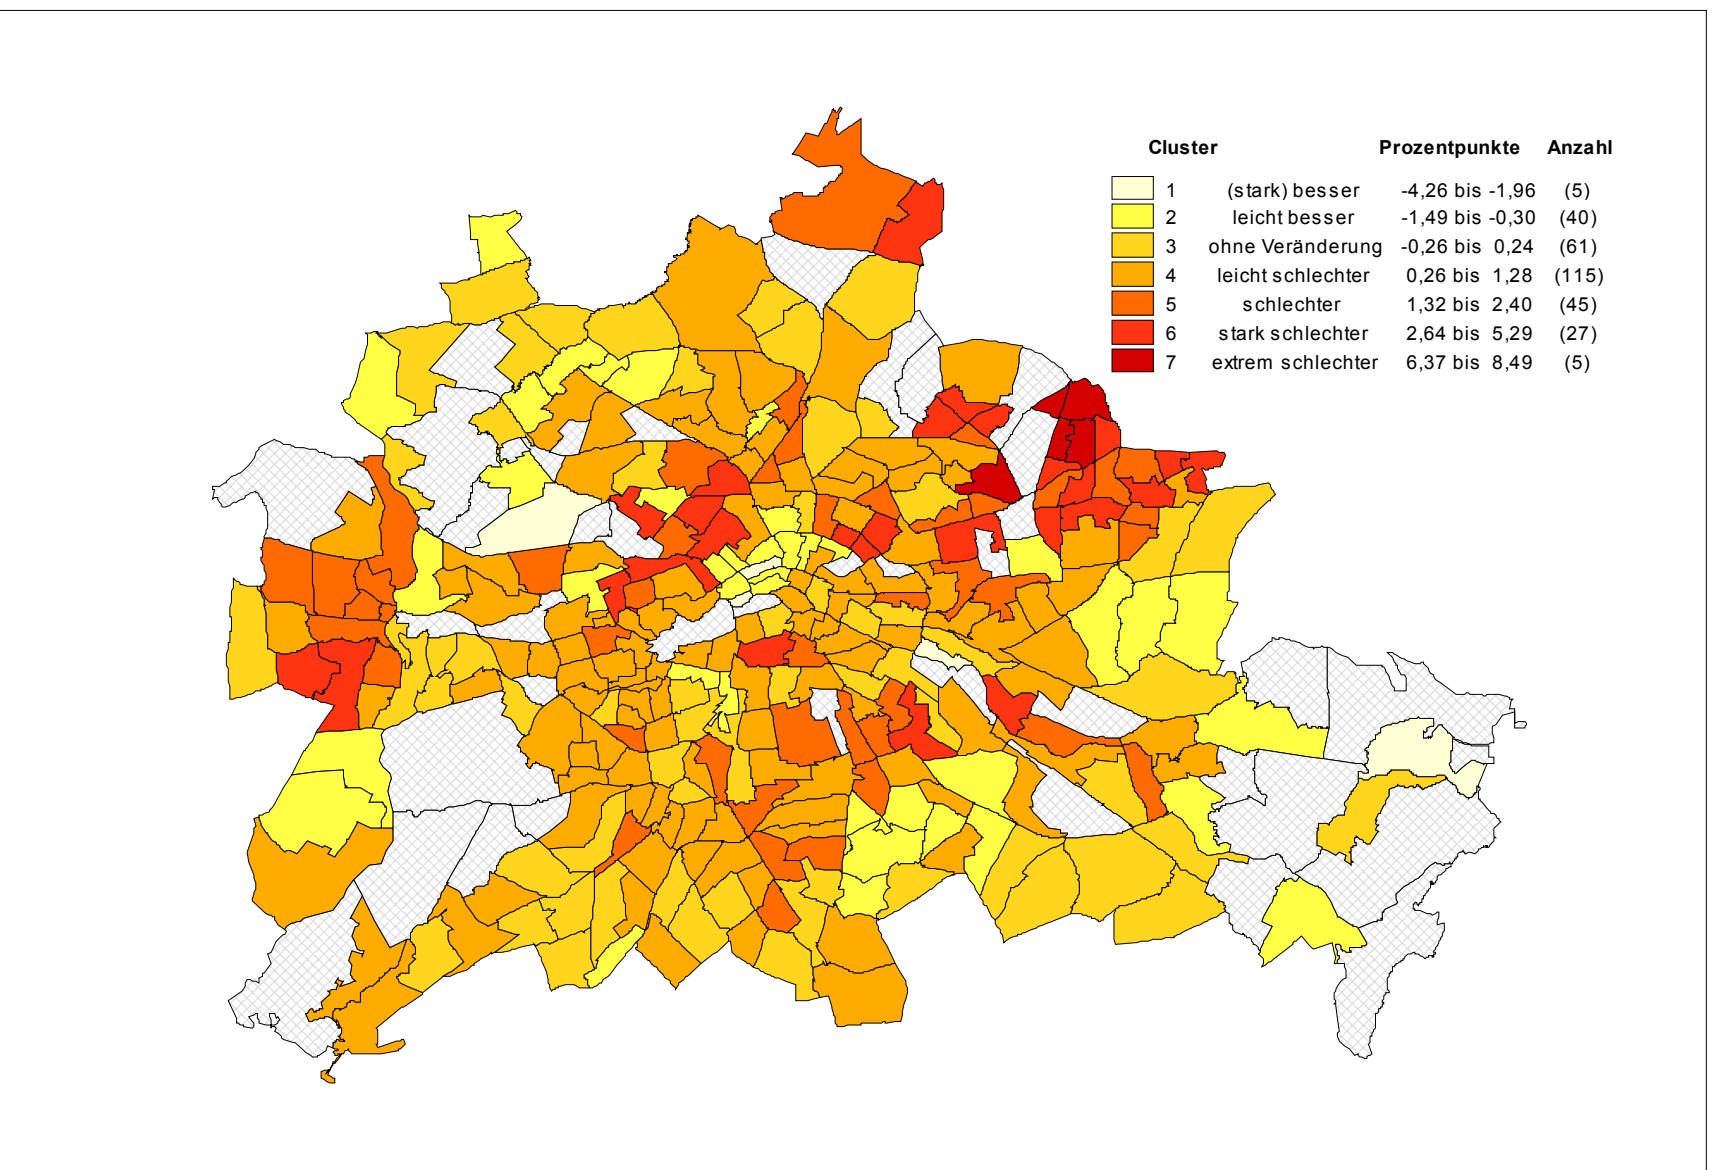 Cluster Prozentpunkte Anzahl
1 (stark) besser -4,26 bis -1,96 (5)
2 leicht besser -1,49 bis -0,30 (40)
3 ohne Veränderung -0,26 bis 0,24 (61)
4 leicht schlechter 0,26 bis 1,28 (115)
5 schlechter 1,32 bis 2,40 (45)
6 stark schlechter 2,64 bis 5,29 (27)
7 extrem schlechter 6,37 bis 8,49 (5)